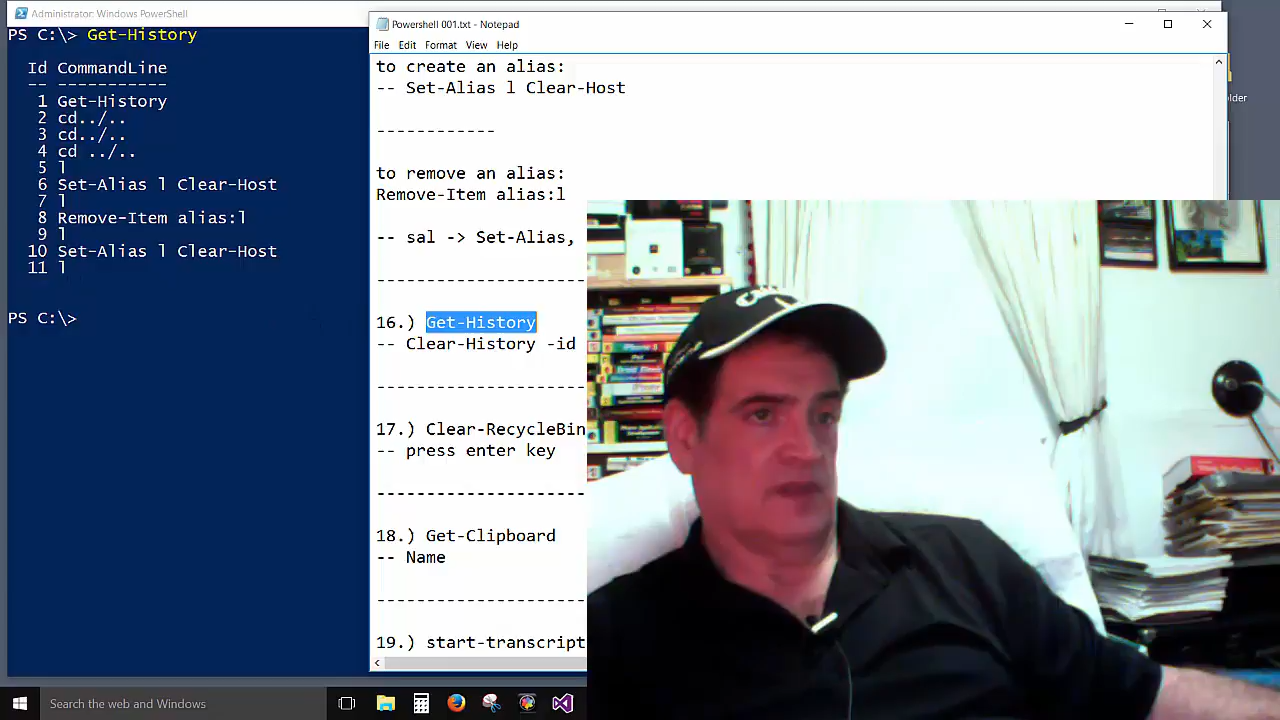 Administrator: Windows PowerShell
PS C:\> Get-History
Id CommandLine
-- -----------
1 Get-History
2 cd../..
3 cd../..
4 cd ../..
5 l
6 Set-Alias l Clear-Host
7 l
8 Remove-Item alias:l
9 l
10 Set-Alias l Clear-Host
11 l
PS C:\>
Powershell 001.txt - Notepad
File Edit Format View Help
to create an alias:
-- Set-Alias l Clear-Host
------------
to remove an alias:
Remove-Item alias:l
-- sal -> Set-Alias,
---------------------
16.) Get-History
-- Clear-History -id
---------------------
17.) Clear-RecycleBin
-- press enter key
---------------------
18.) Get-Clipboard
-- Name
---------------------
19.) start-transcript
older
Search the web and Windows